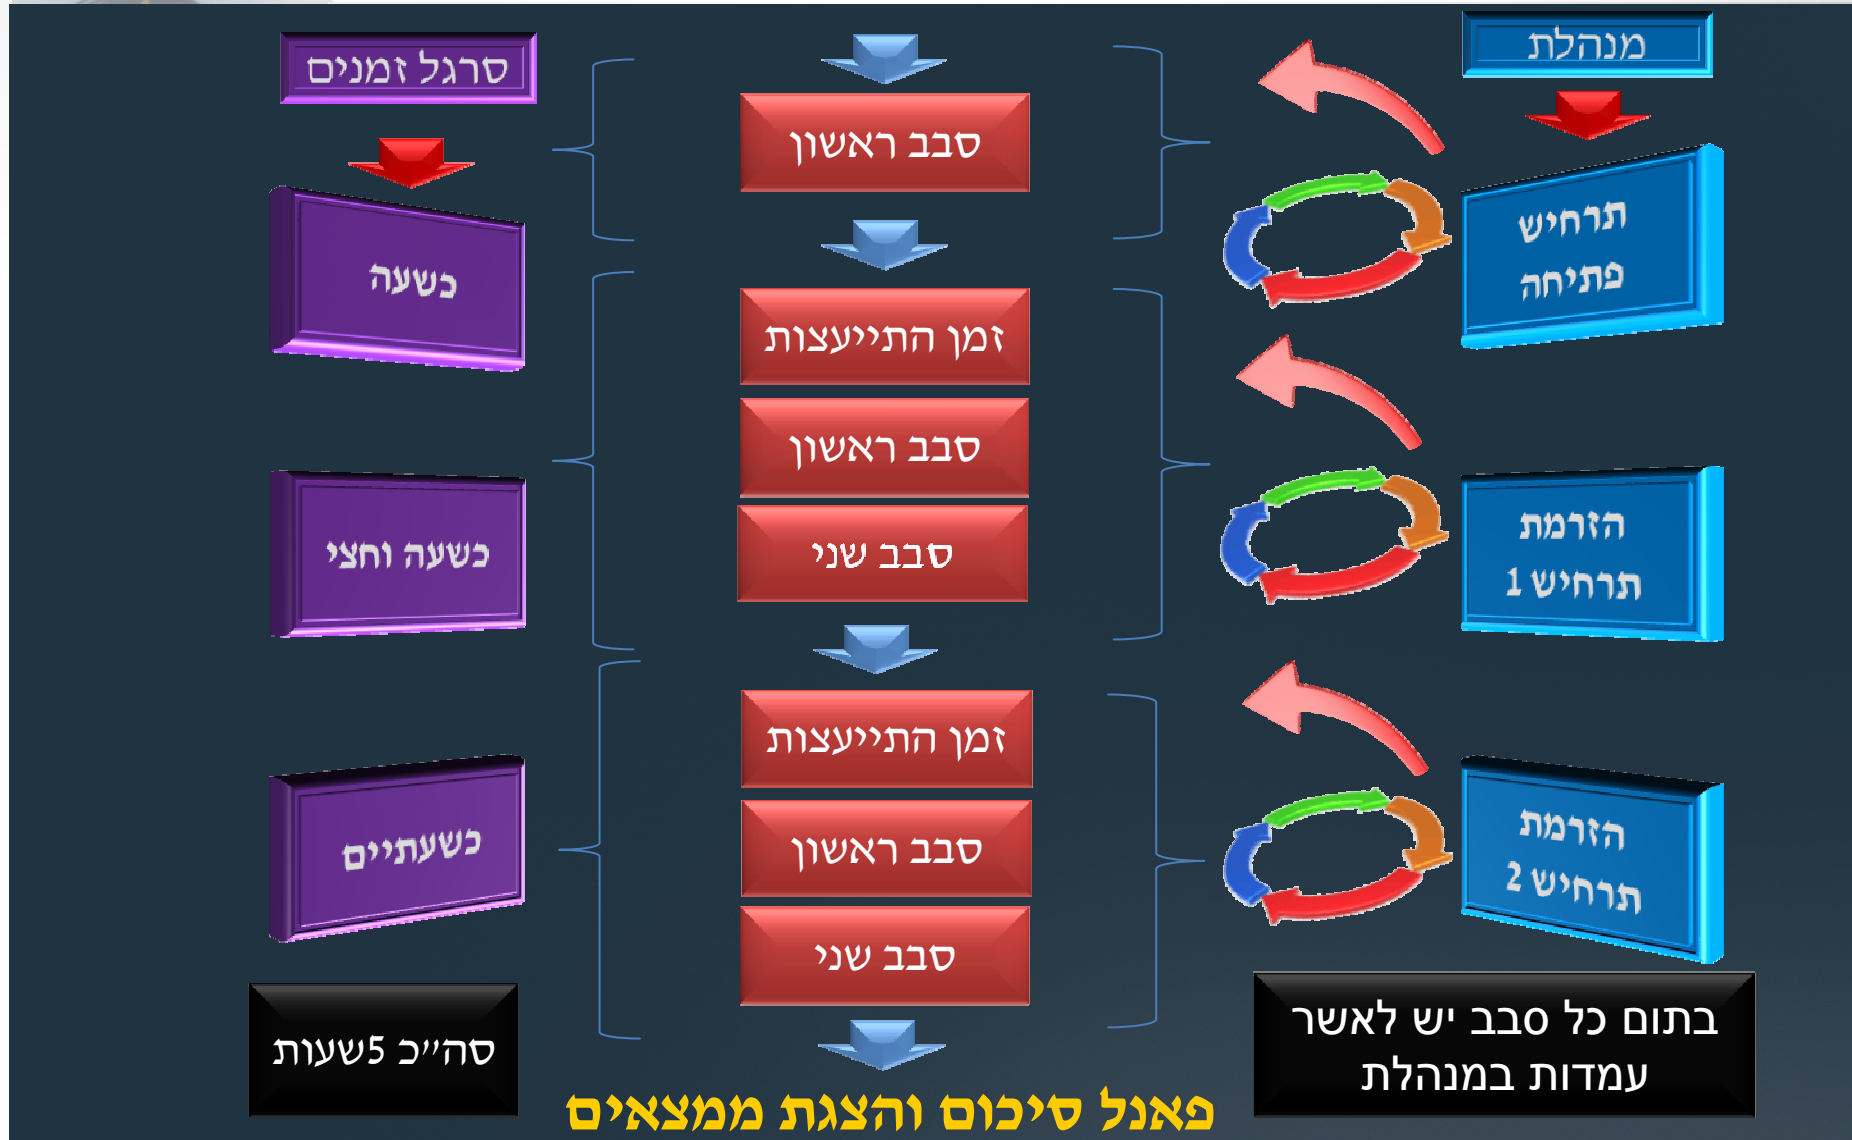 מנהלת
תרחיש
פתיחה
הזרמת
תרחיש 1
הזרמת
תרחיש 2
בתום כל סבב יש לאשר
עמדות במנהלת
סבב ראשון
זמן התייעצות
סבב ראשון
סבב שני
זמן התייעצות
סבב ראשון
סבב שני
פאנל סיכום והצגת ממצאים
סרגל זמנים
כשעה
כשעה וחצי
כשעתיים
סה״כ 5שעות